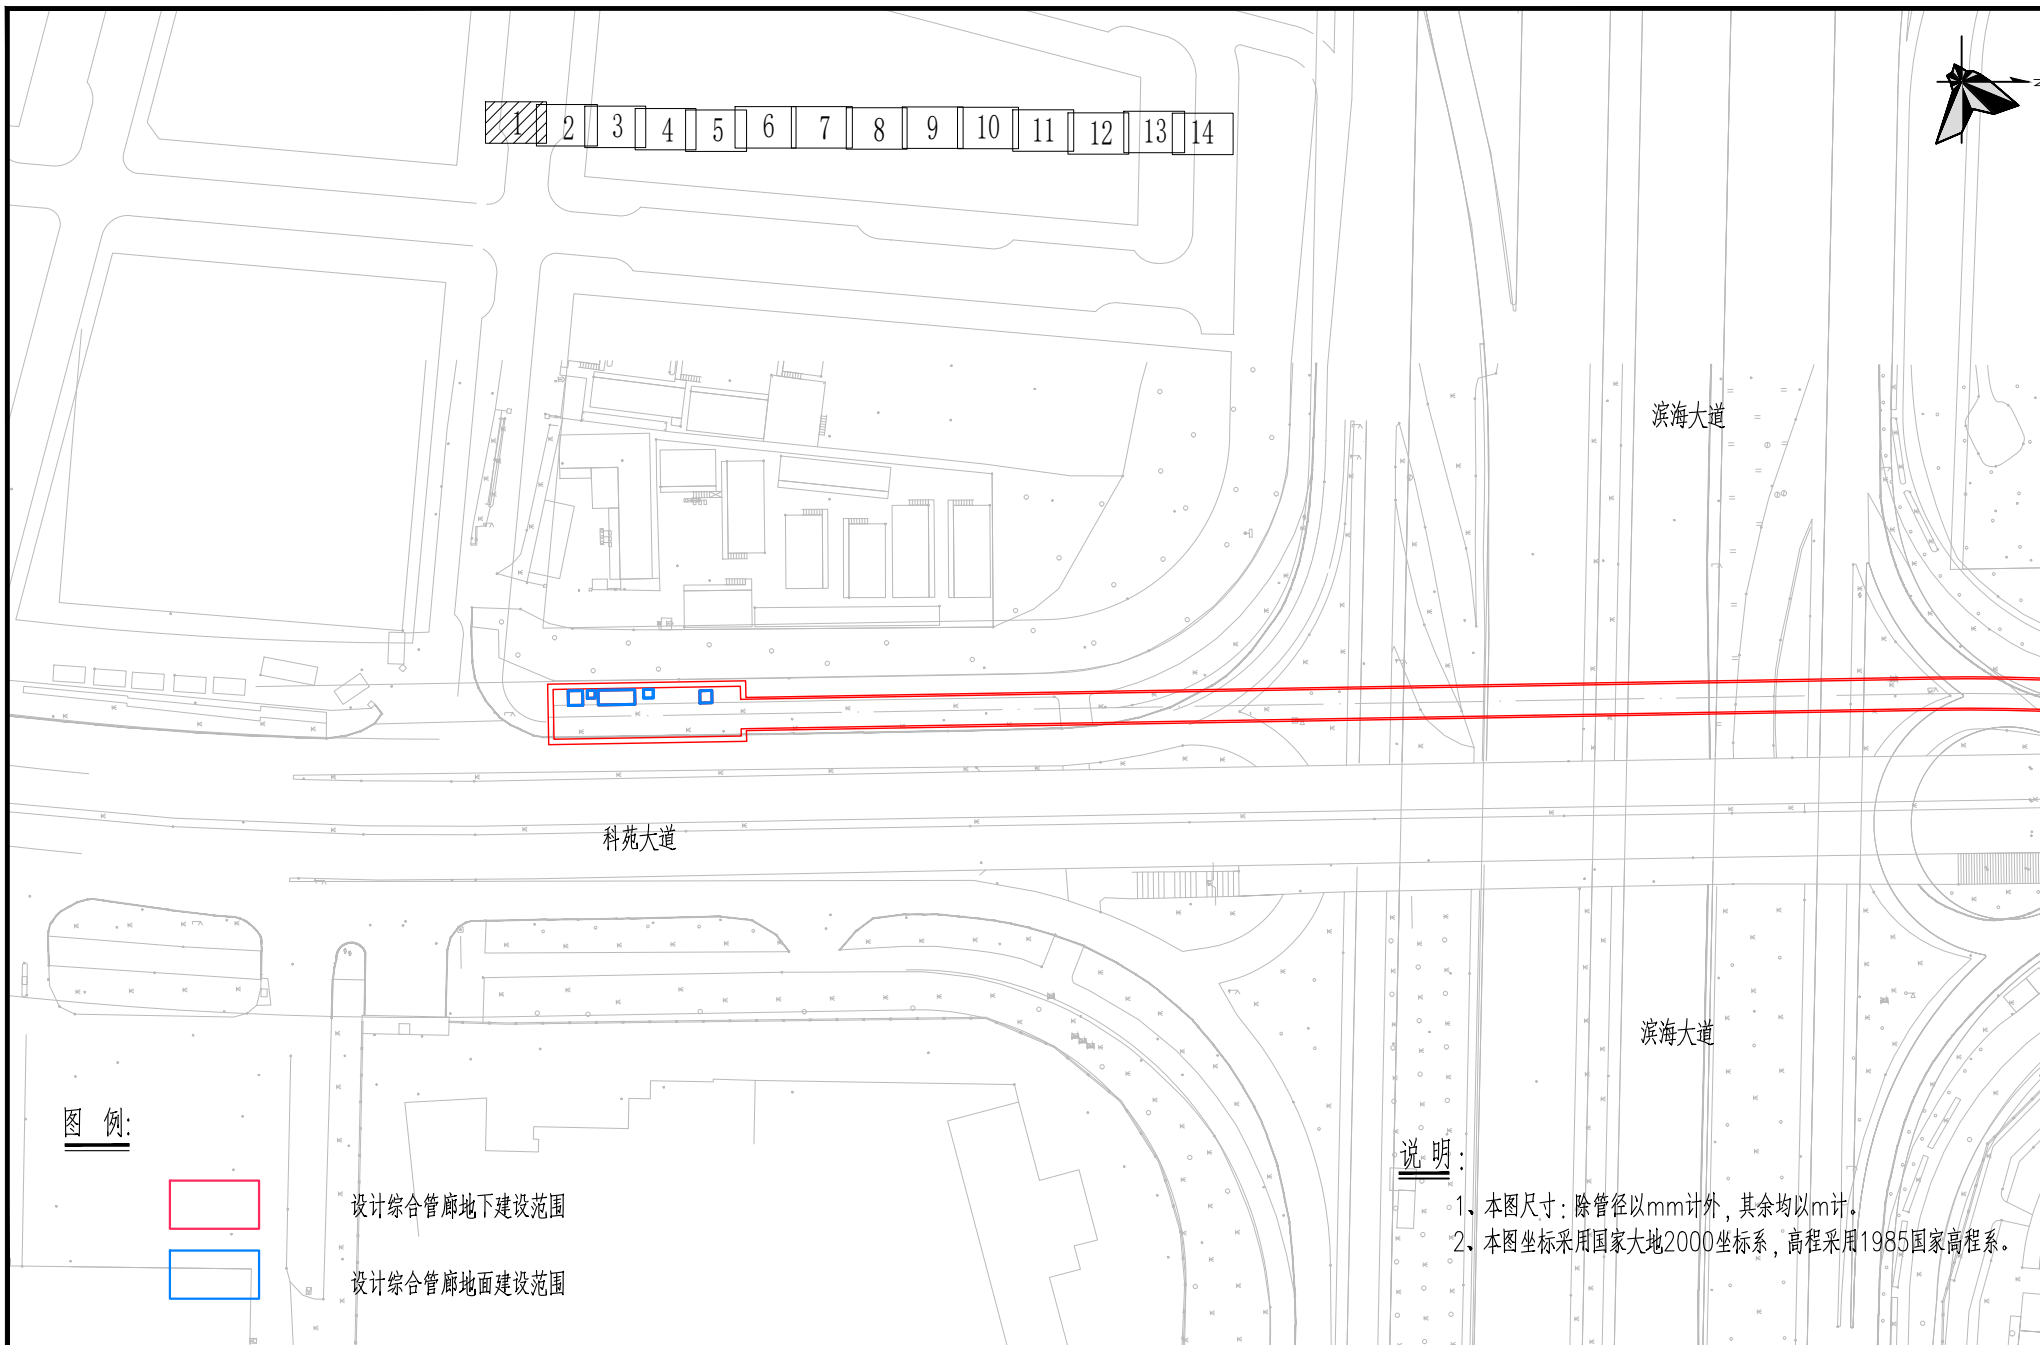 1 2 3 4 5 6 7 8 9 10 11 12 13 14
滨海大道
科苑大道
滨海大道
图 例:
设计综合管廊地下建设范围
设计综合管廊地面建设范围
说 明:
1、本图尺寸:除管径以mm计外,其余均以m计。
2、本图坐标采用国家大地2000坐标系,高程采用1985国家高程系。